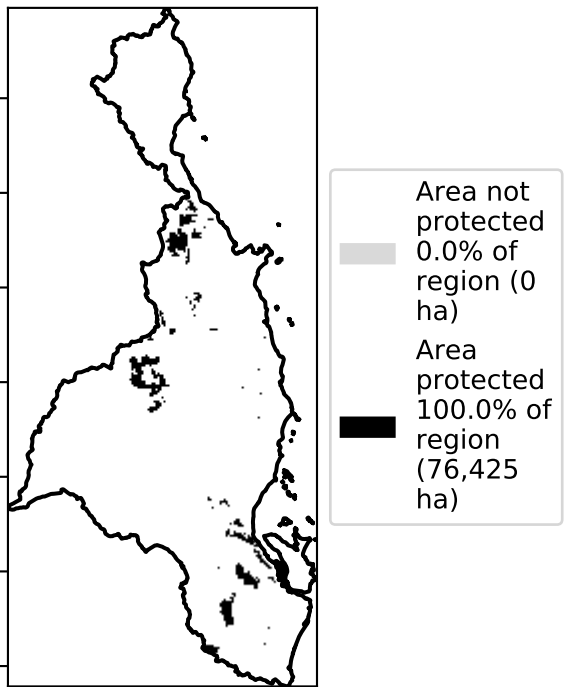 Area not
protected
0.0% of
region (0
ha)
Area
protected
100.0% of
region
(76,425
ha)